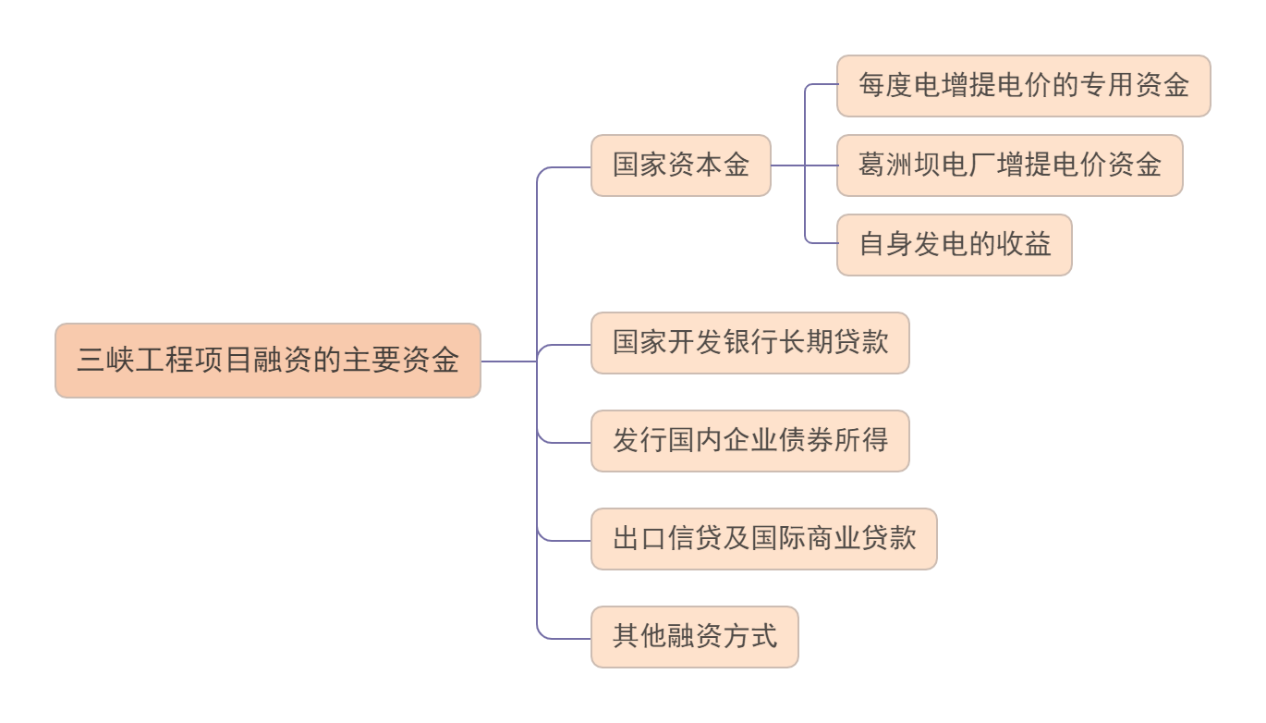 三峡工程项目融资的主要资金
国家资本金
每度电增提电价的专用资金
葛洲坝电厂增提电价资金
自身发电的收益
国家开发银行长期贷款
发行国内企业债券所得
出口信贷及国际商业贷款
其他融资方式